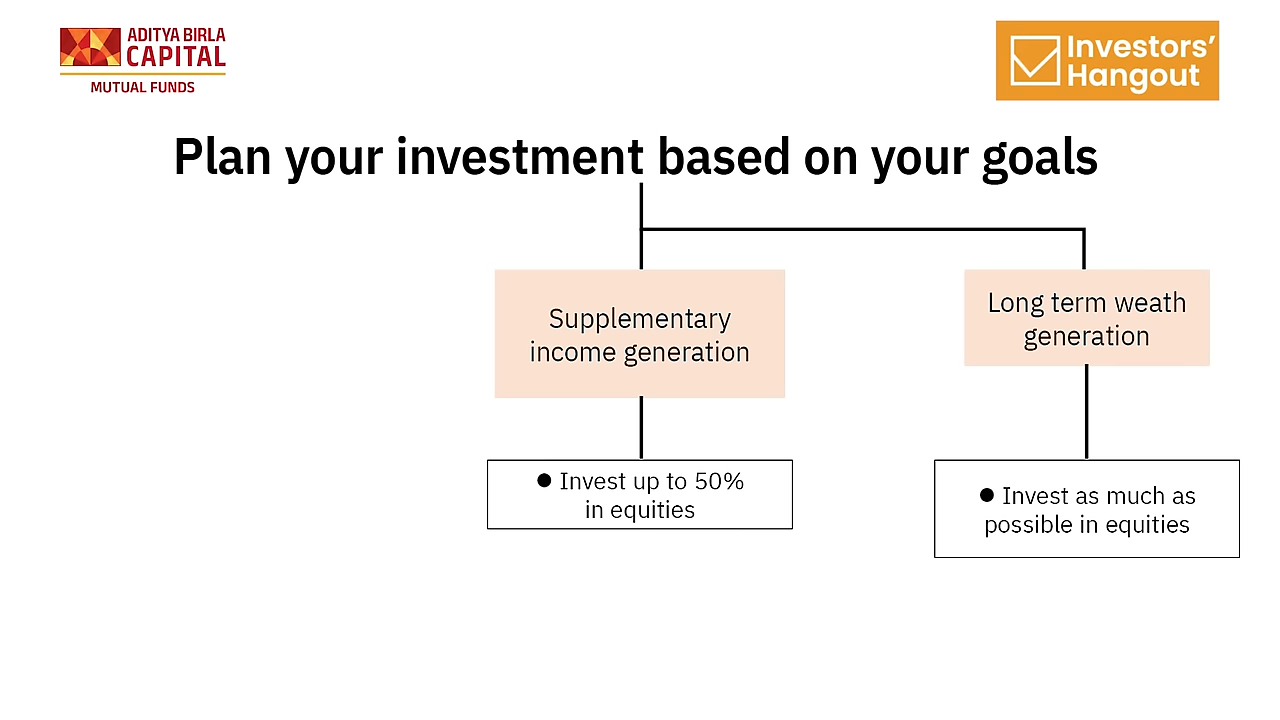 ADITYA BIRLA
CAPITAL
MUTUAL FUNDS
Investors'
Hangout
Plan your investment based on your goals
Supplementary
income generation
Long term weath
generation
● Invest up to 50%
in equities
● Invest as much as
possible in equities